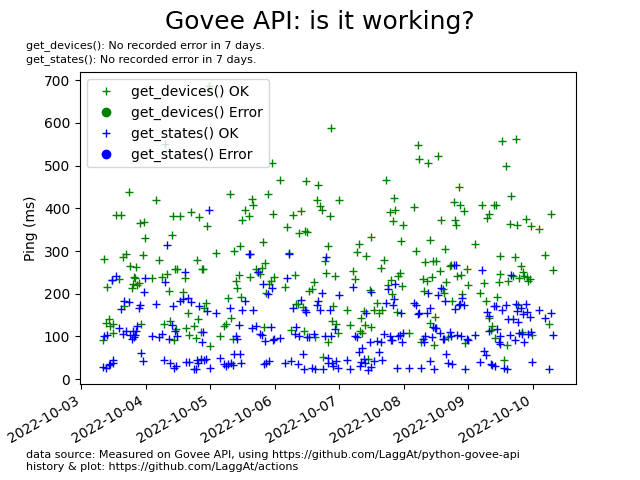 Govee API: is it working?
get_devices(): No recorded error in 7 days.
get_states(): No recorded error in 7 days.
700
600
500
400
300
200
100
0
Ping (ms)
get_devices() OK
get_devices() Error
get_states() OK
get_states() Error
2022-10-03
2022-10-04
2022-10-05
2022-10-06
2022-10-07
2022-10-08
2022-10-09
2022-10-10
data source: Measured on Govee API, using https://github.com/LaggAt/python-govee-api
history & plot: https://github.com/LaggAt/actions